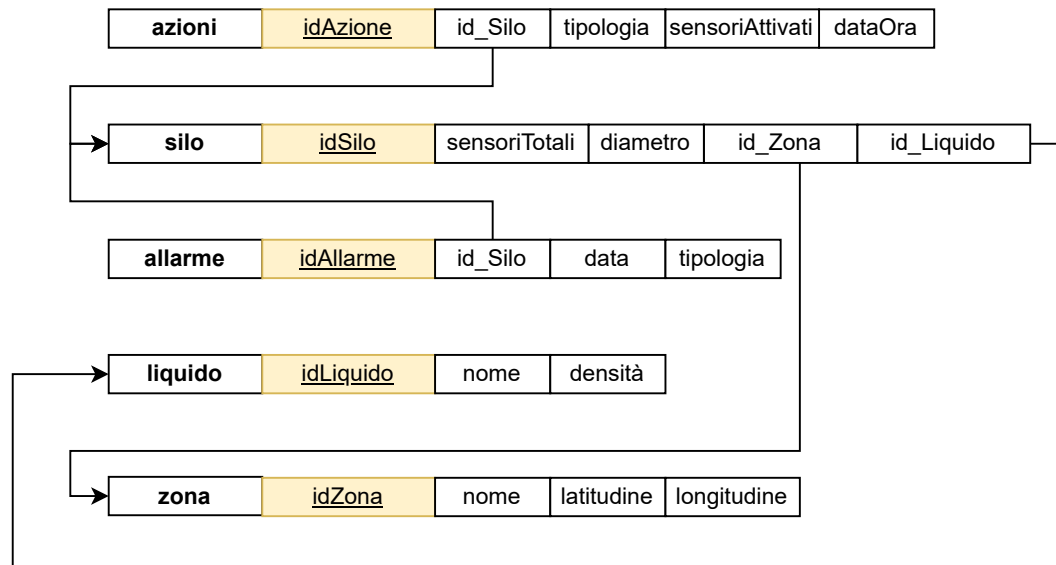 azioni idAzione id_Silo tipologia sensoriAttivati dataOra
silo idSilo sensoriTotali diametro id_Zona id_Liquido
allarme idAllarme id_Silo data tipologia
liquido idLiquido nome densità
zona idZona nome latitudine longitudine